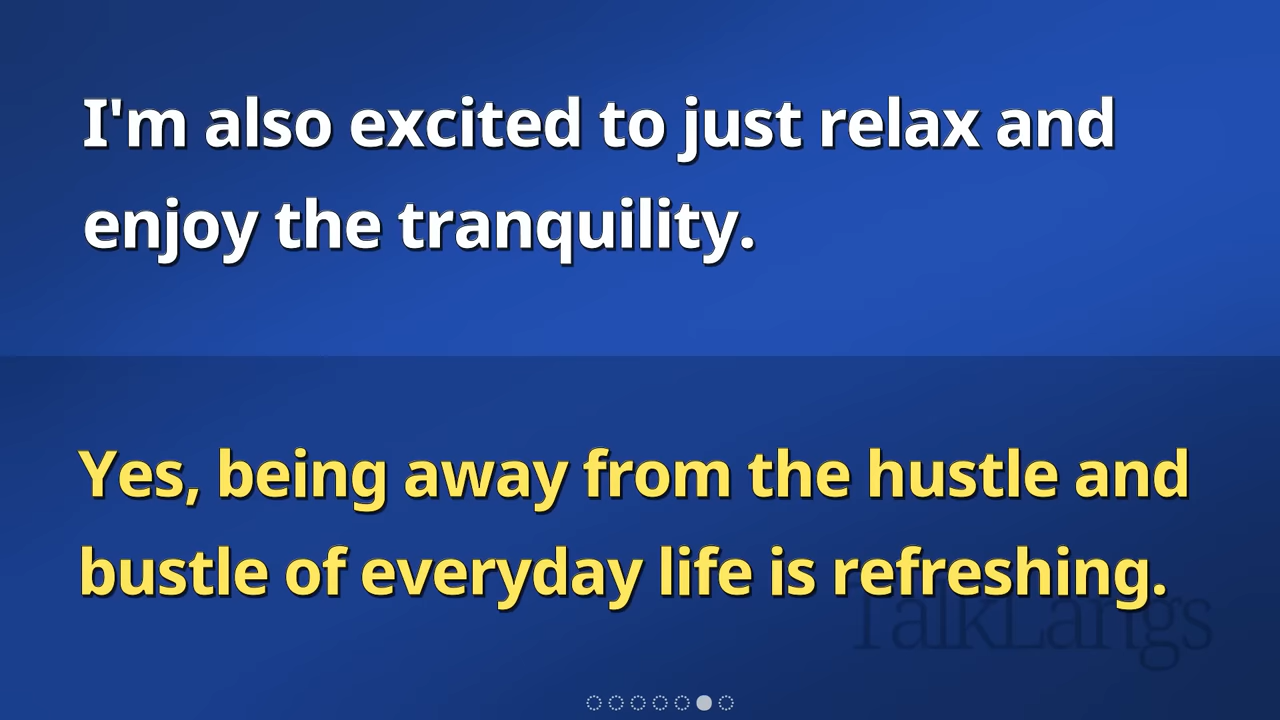 I'm also excited to just relax and
enjoy the tranquility.
Yes, being away from the hustle and
bustle of everyday life is refreshing.
TalkLangs